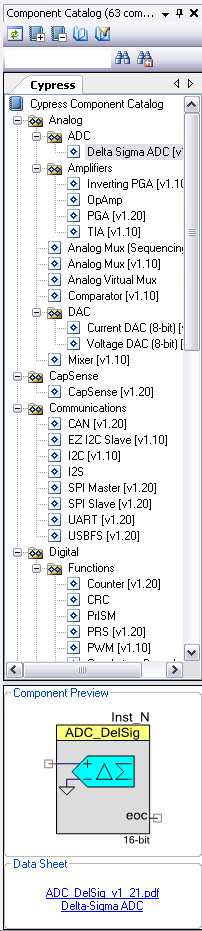 Component Catalog (63 com...
Cypress
Cypress Component Catalog
Analog
ADC
Delta Sigma ADC [v
Amplifiers
Inverting PGA [v1.10
OpAmp
PGA [v1.20]
TIA [v1.10]
Analog Mux (Sequencing
Analog Mux [v1.10]
Analog Virtual Mux
Comparator [v1.10]
DAC
Current DAC (8-bit) [
Voltage DAC (8-bit) [
Mixer [v1.10]
CapSense
CapSense [v1.20]
Communications
CAN [v1.20]
EZ I2C Slave [v1.10]
I2C [v1.10]
I2S
SPI Master [v1.20]
SPI Slave [v1.20]
UART [v1.20]
USBFS [v1.20]
Digital
Functions
Counter [v1.20]
CRC
PrISM
PRS [v1.20]
PWM [v1.10]
Component Preview
Inst_N
ADC_DelSig
+
- ΔΣ
eoc
16-bit
Data Sheet
ADC_DelSig_v1_21.pdf
Delta-Sigma ADC